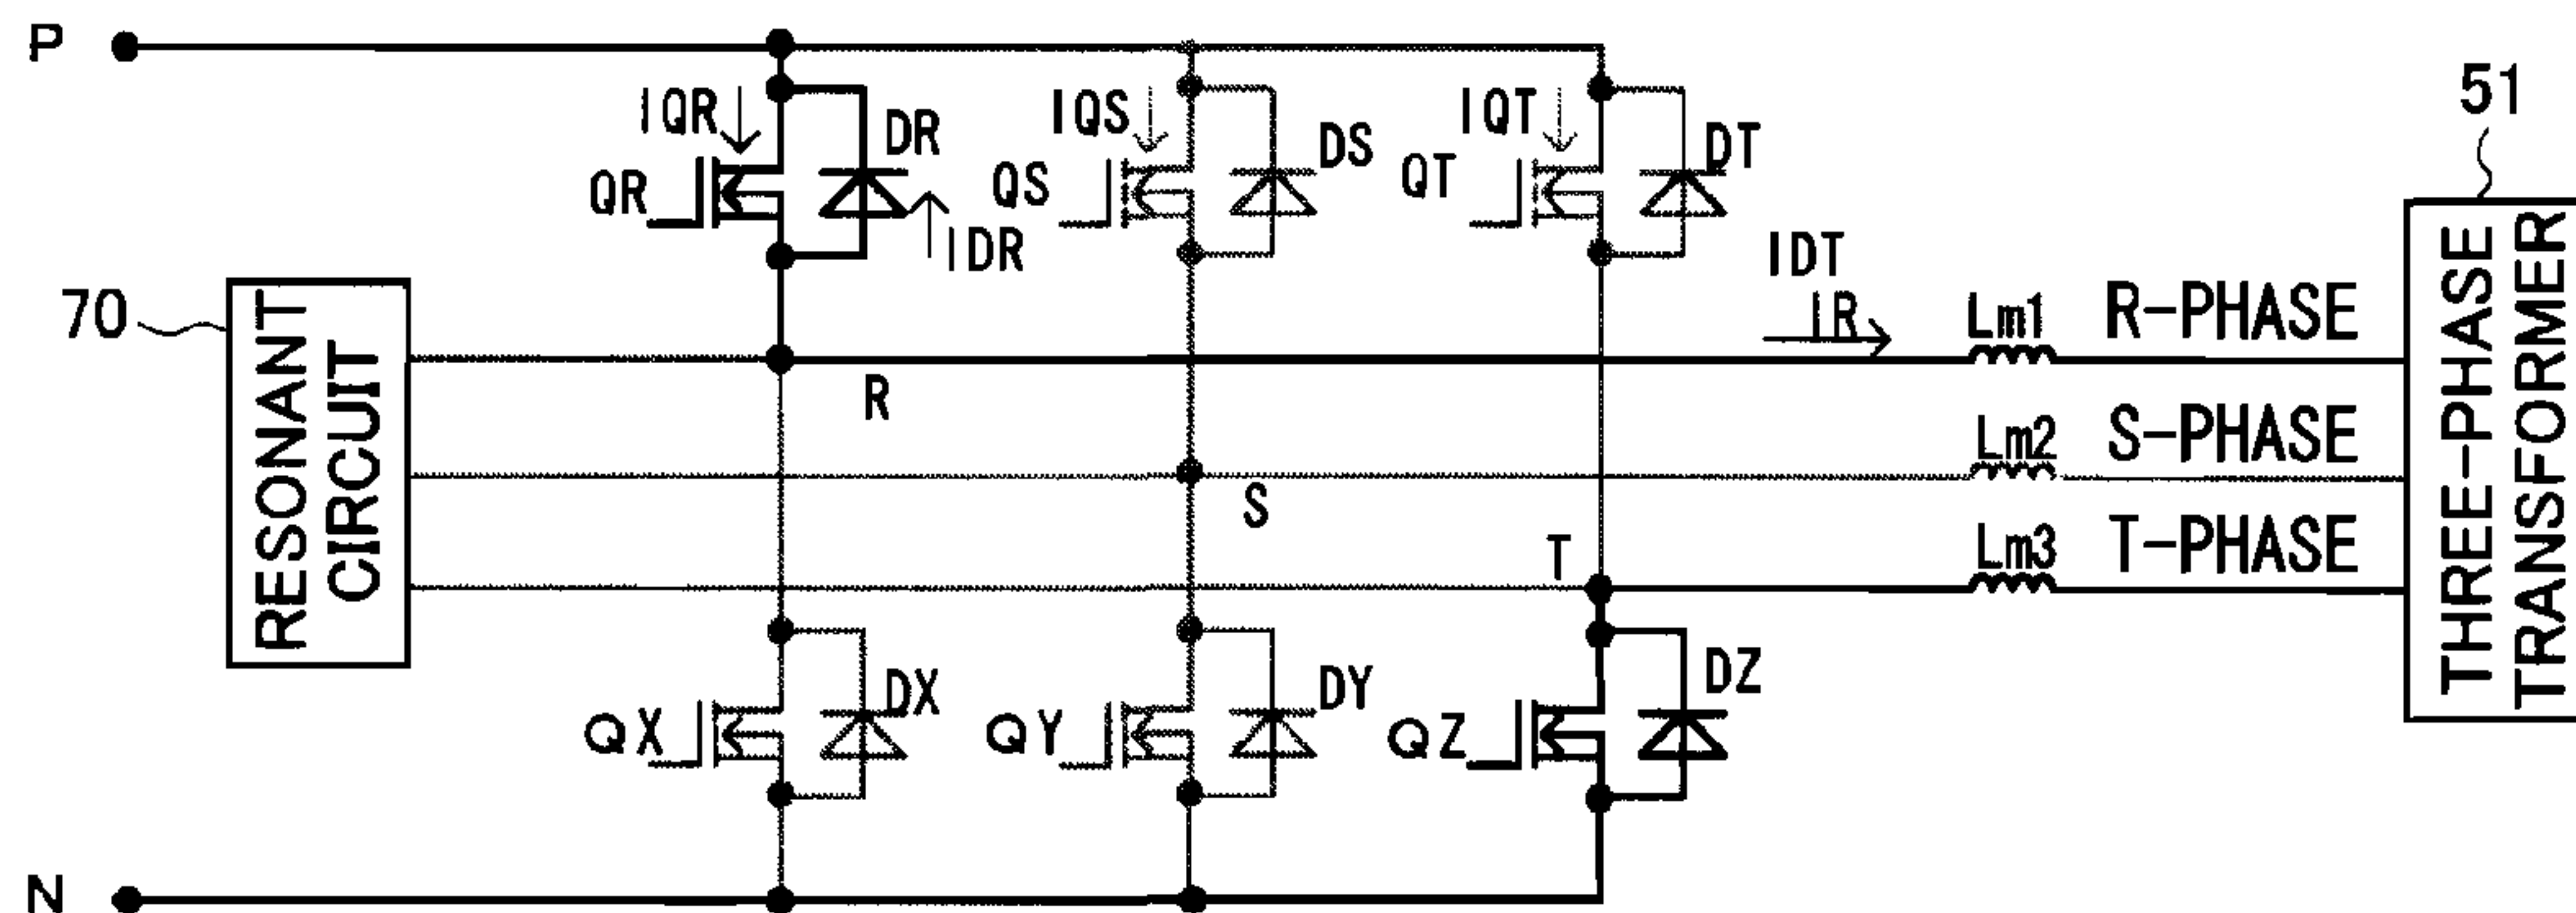 P
IQR
DR
QR
IDR
IQS
DS
QS
IQT
DT
QT
51
IDT
IR
70
RESONANT
CIRCUIT
Lm1 R-PHASE
R
Lm2 S-PHASE
S
Lm3 T-PHASE
T
THREE-PHASE
TRANSFORMER
QX
DX
QY
DY
QZ
DZ
N